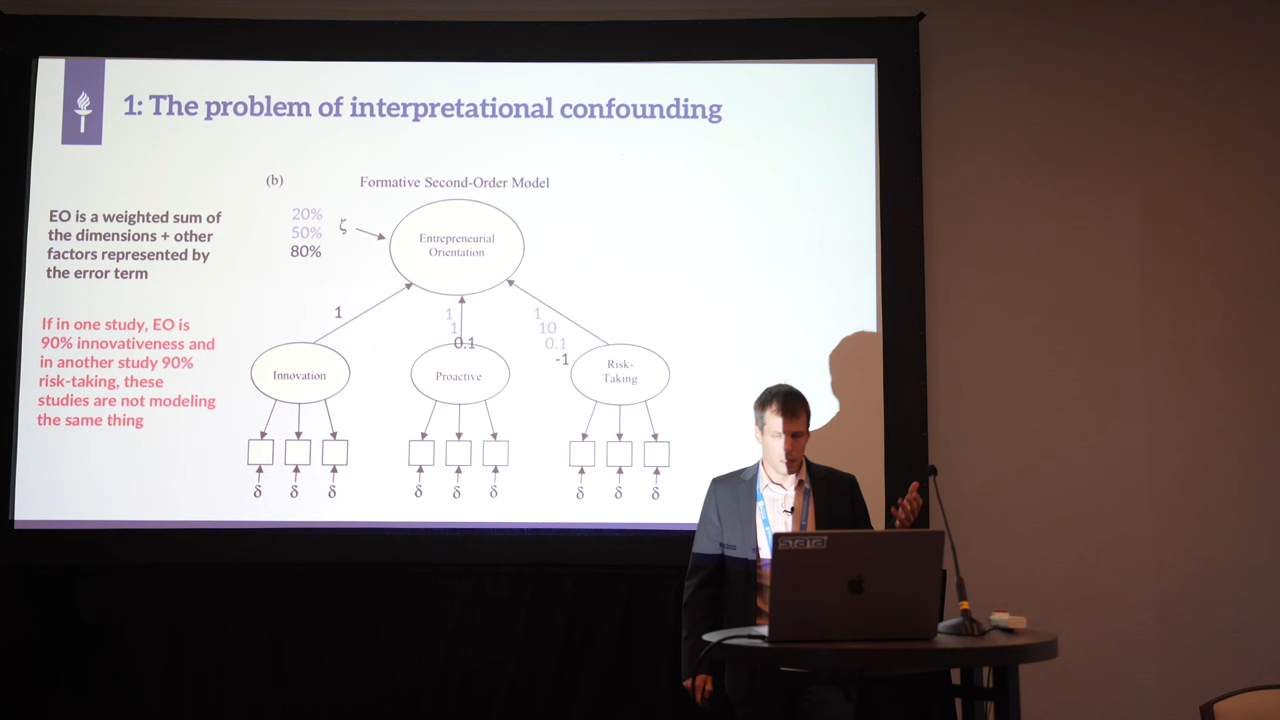 1: The problem of interpretational confounding
(b)
Formative Second-Order Model
EO is a weighted sum of
the dimensions + other
factors represented by
the error term
20%
50%
80%
ζ
Entrepreneurial
Orientation
If in one study, EO is
90% innovativeness and
in another study 90%
risk-taking, these
studies are not modeling
the same thing
1
1
1
0.1
1
10
0.1
-1
Innovation
Proactive
Risk-
Taking
δ δ δ δ δ δ δ δ δ
STATA